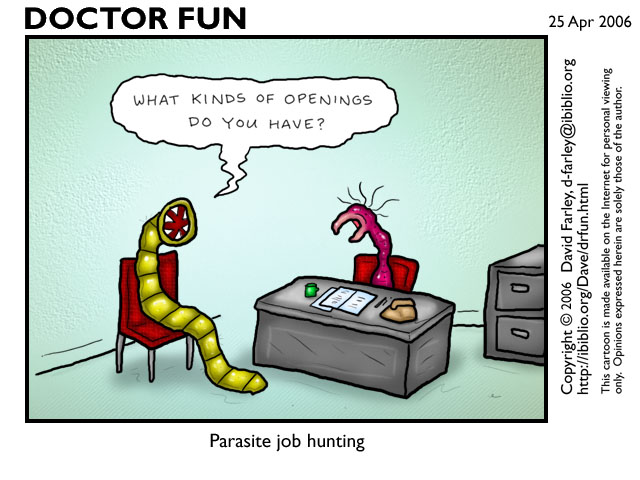 DOCTOR FUN
25 Apr 2006
WHAT KINDS OF OPENINGS
DO YOU HAVE?
Parasite job hunting
Copyright © 2006 David Farley, d-farley@ibiblio.org
http://ibiblio.org/Dave/drfun.html
This cartoon is made available on the Internet for personal viewing
only. Opinions expressed herein are solely those of the author.